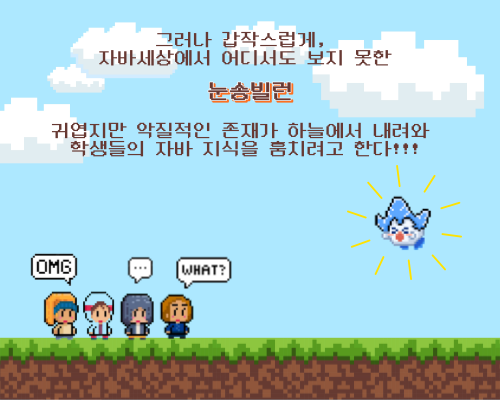 그러나 갑작스럽게,
자바세상에서 어디서도 보지 못한
눈송빌런
귀엽지만 악질적인 존재가 하늘에서 내려와
학생들의 자바 지식을 훔치려고 한다!!!
OMG
...
WHAT?